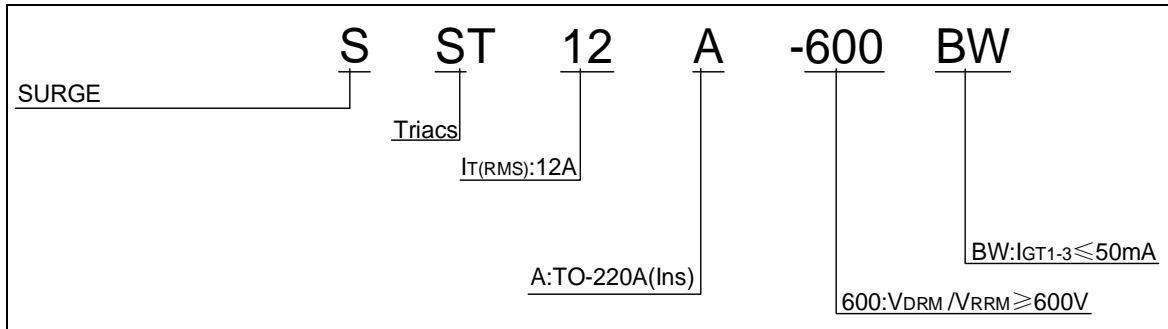 S ST 12 A -600 BW
SURGE
Triacs
IT(RMS):12A
BW:IGT1-3≤50mA
A:TO-220A(Ins)
600:VDRM /VRRM≥600V